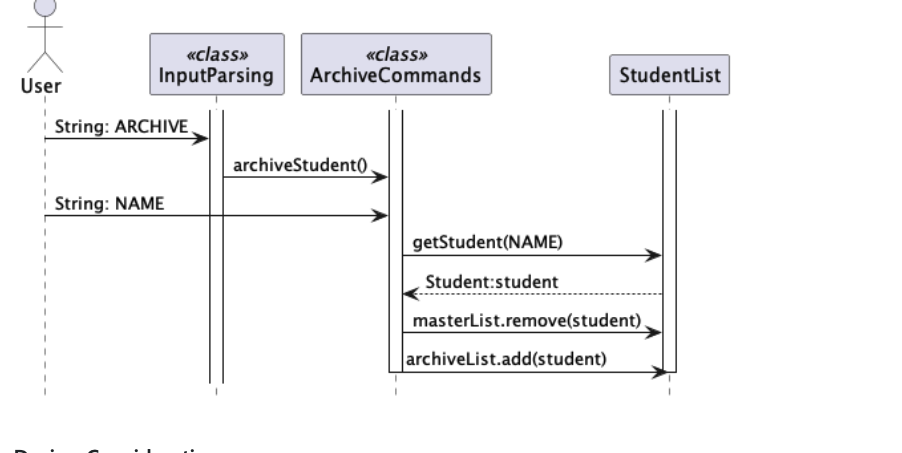 «class»
InputParsing
«class»
ArchiveCommands
StudentList
User
String: ARCHIVE
archiveStudent()
String: NAME
getStudent(NAME)
Student:student
masterList.remove(student)
archiveList.add(student)